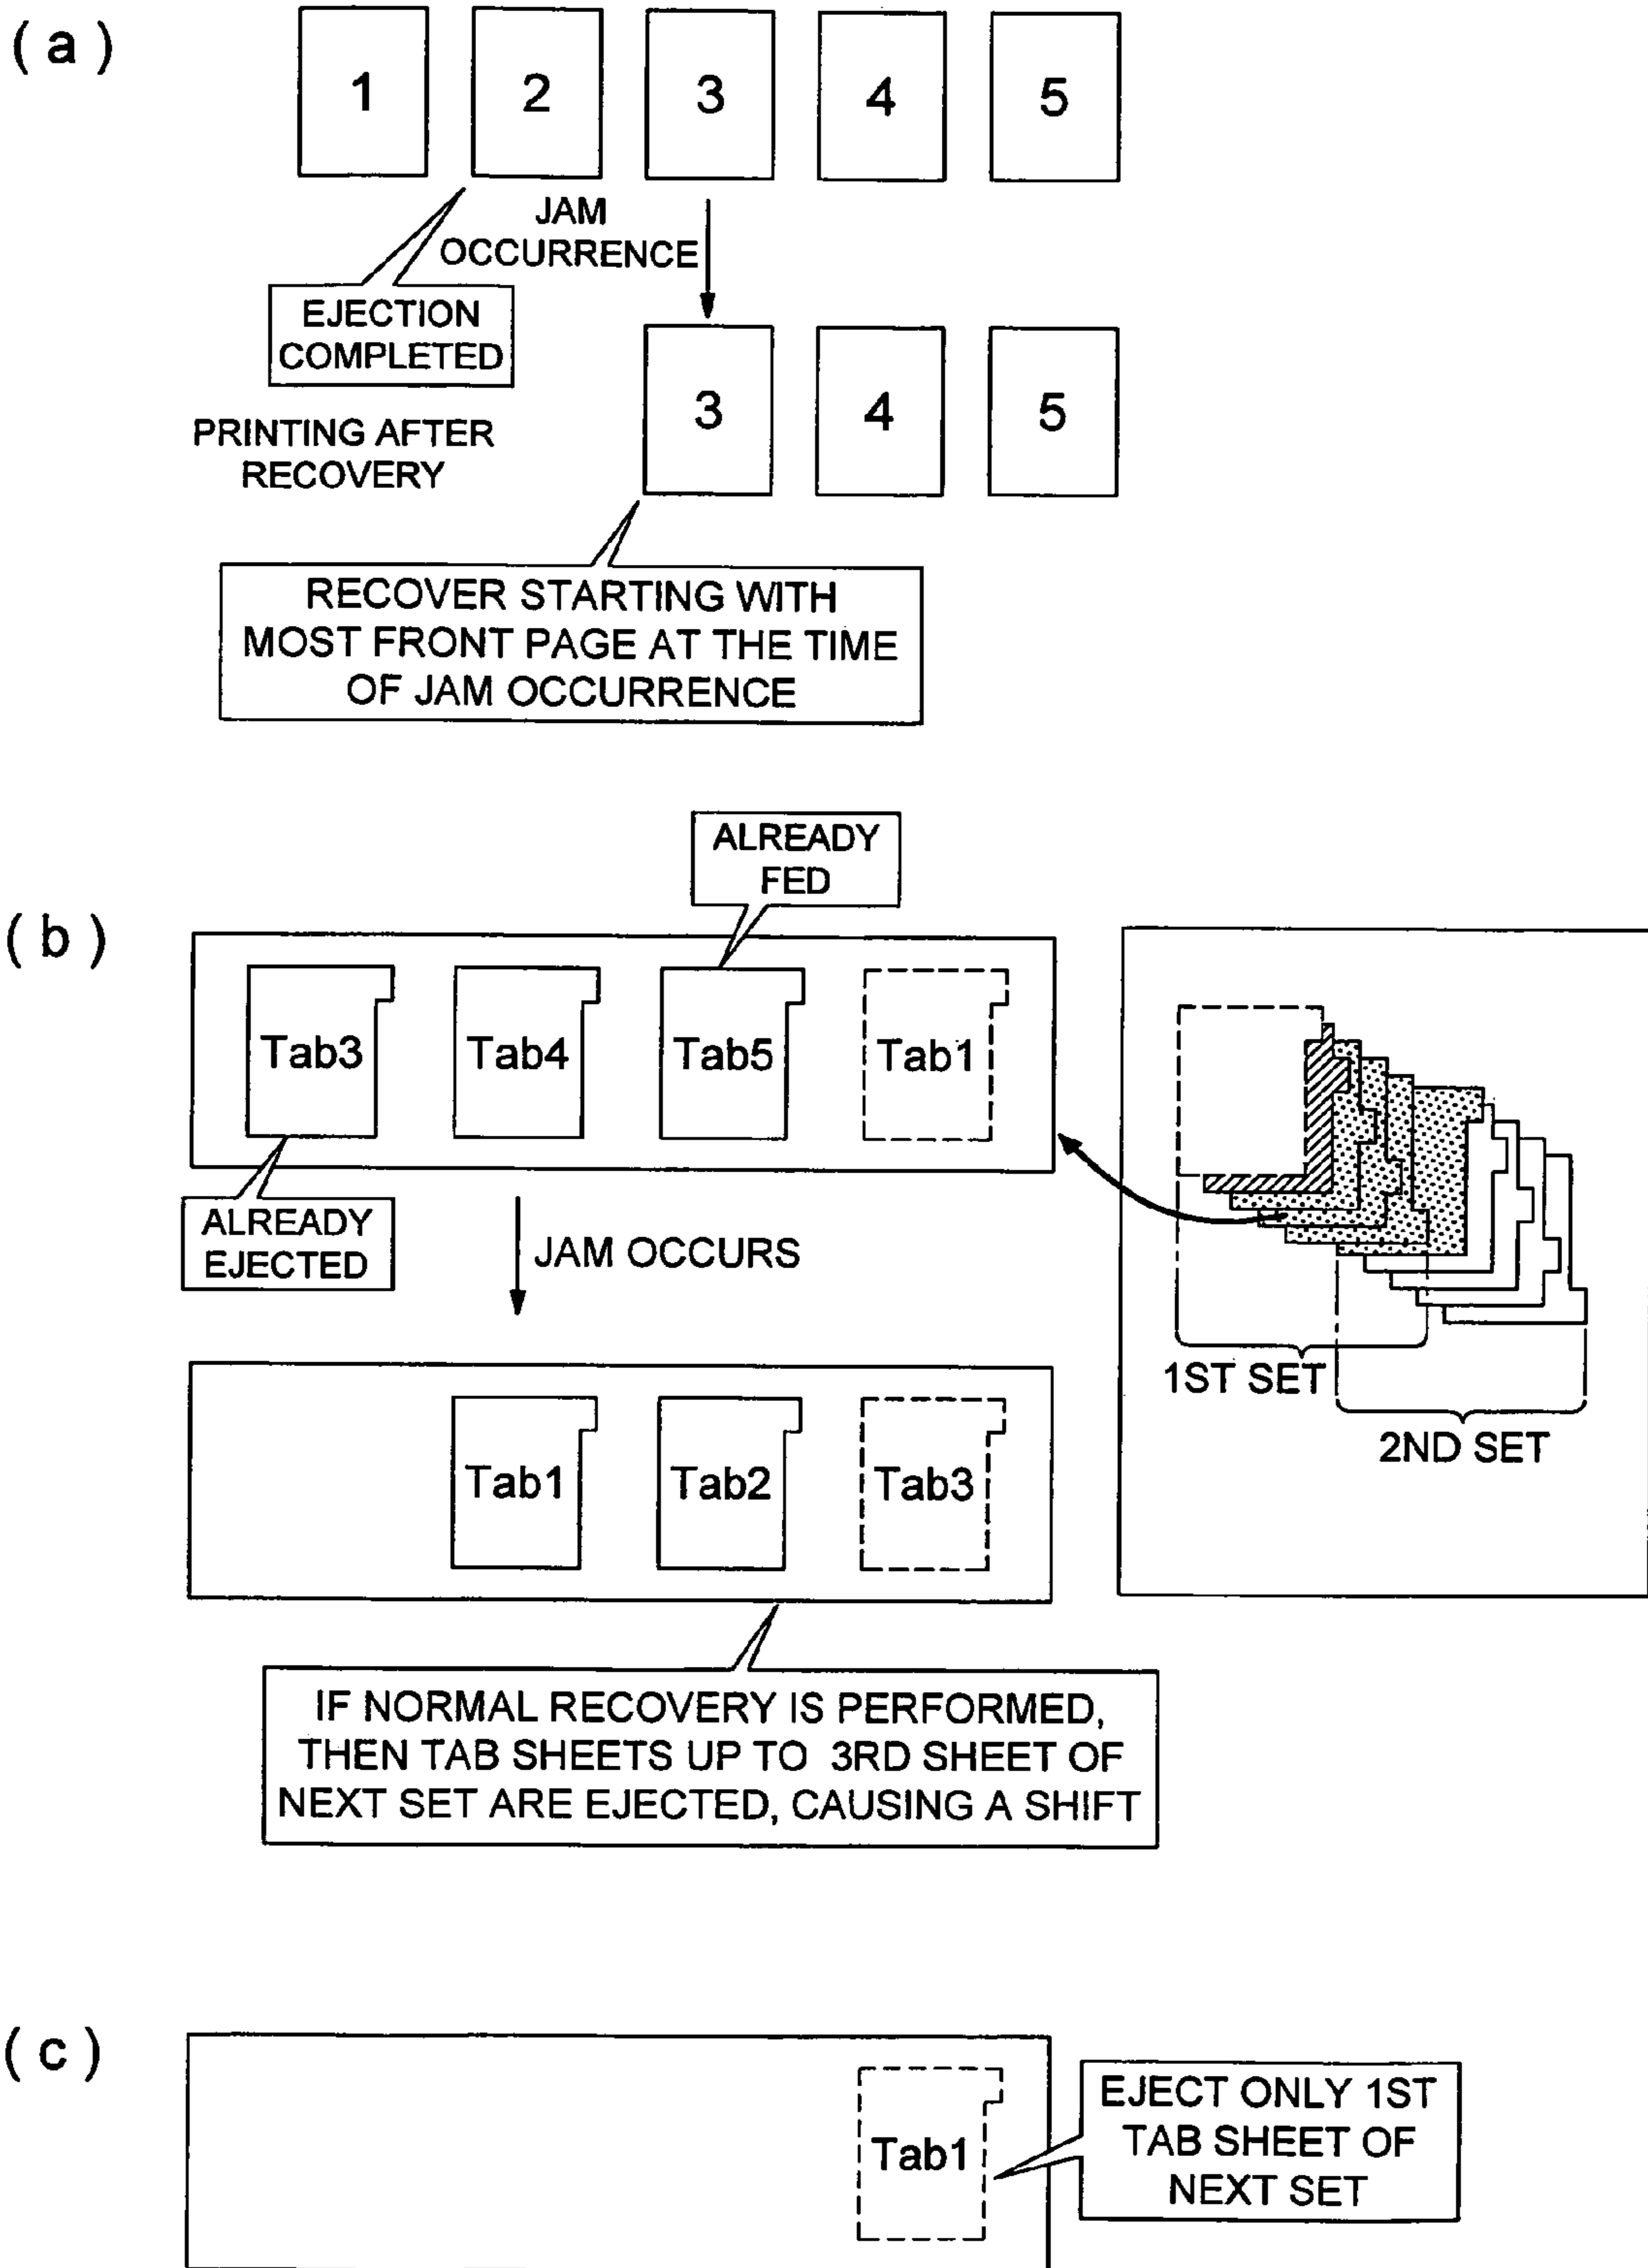 ( a )
1 2 3 4 5
JAM
OCCURRENCE
EJECTION
COMPLETED
3 4 5
PRINTING AFTER
RECOVERY
RECOVER STARTING WITH
MOST FRONT PAGE AT THE TIME
OF JAM OCCURRENCE
( b )
ALREADY
FED
Tab3 Tab4 Tab5 Tab1
ALREADY
EJECTED
JAM OCCURS
1ST SET
2ND SET
Tab1 Tab2 Tab3
IF NORMAL RECOVERY IS PERFORMED,
THEN TAB SHEETS UP TO 3RD SHEET OF
NEXT SET ARE EJECTED, CAUSING A SHIFT
( c )
Tab1
EJECT ONLY 1ST
TAB SHEET OF
NEXT SET